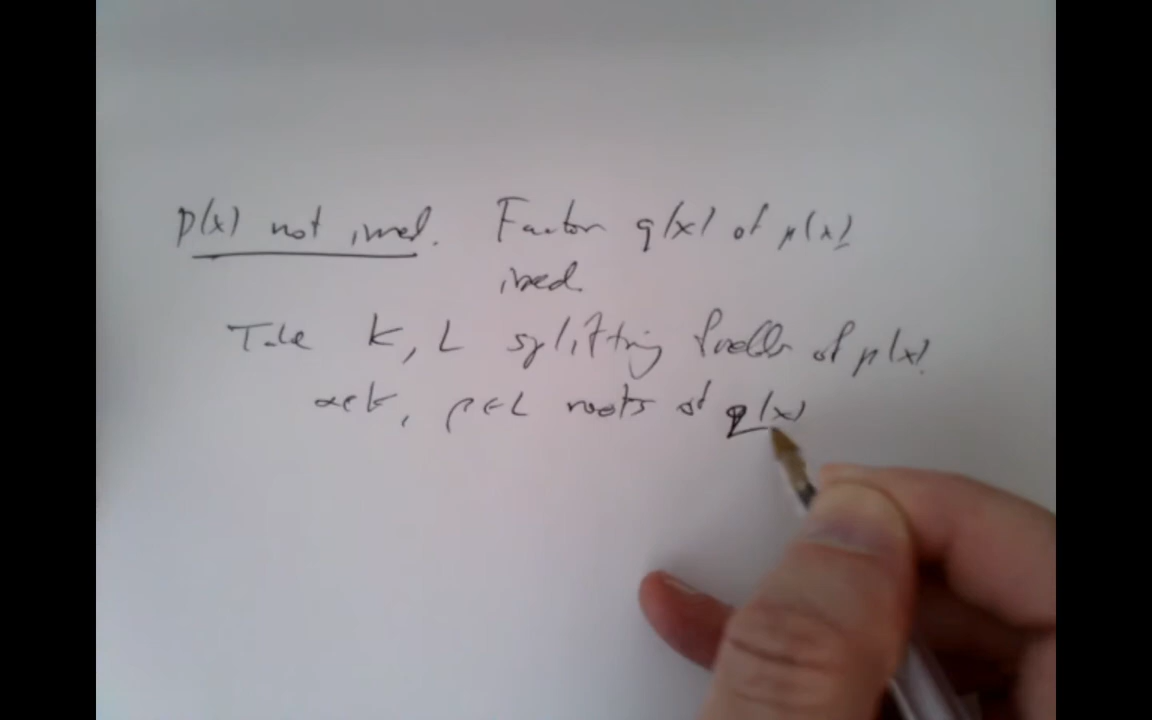 p(x) not irred. Factor q(x) of p(x)
irred.
Take K, L splitting fields of p(x)
α∈K, β∈L roots of q(x)